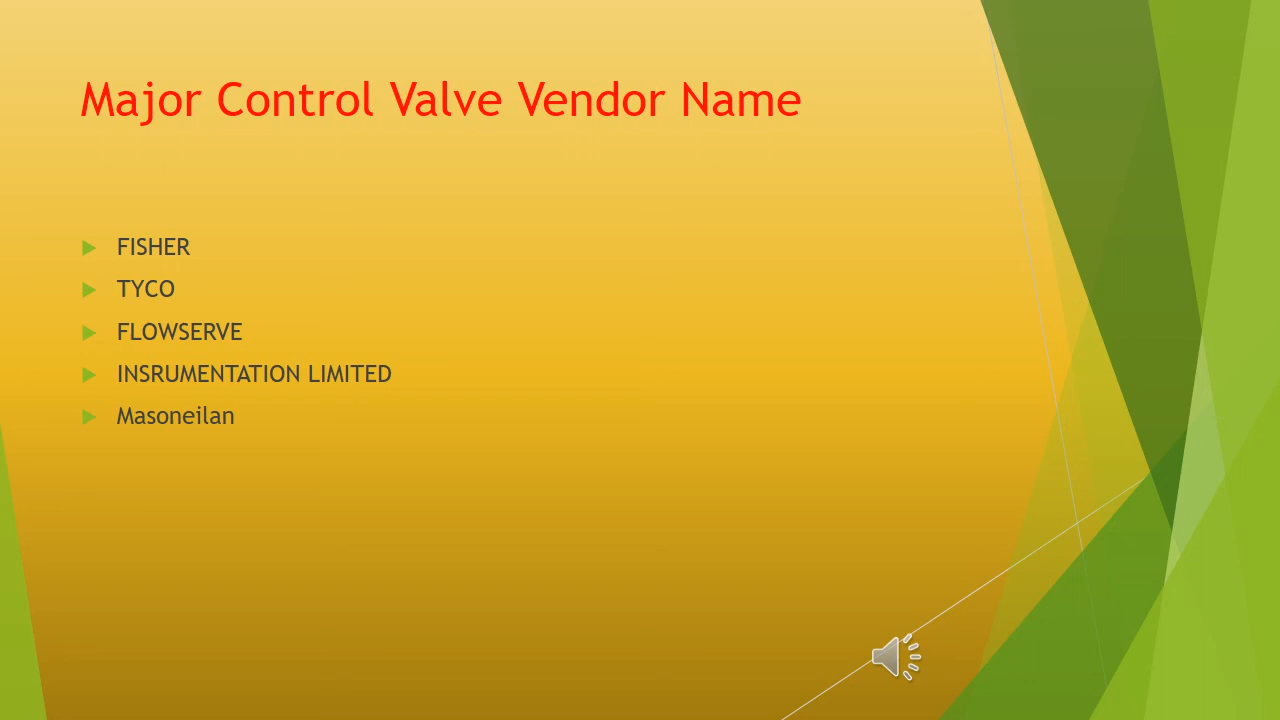 Major Control Valve Vendor Name
FISHER
TYCO
FLOWSERVE
INSRUMENTATION LIMITED
Masoneilan